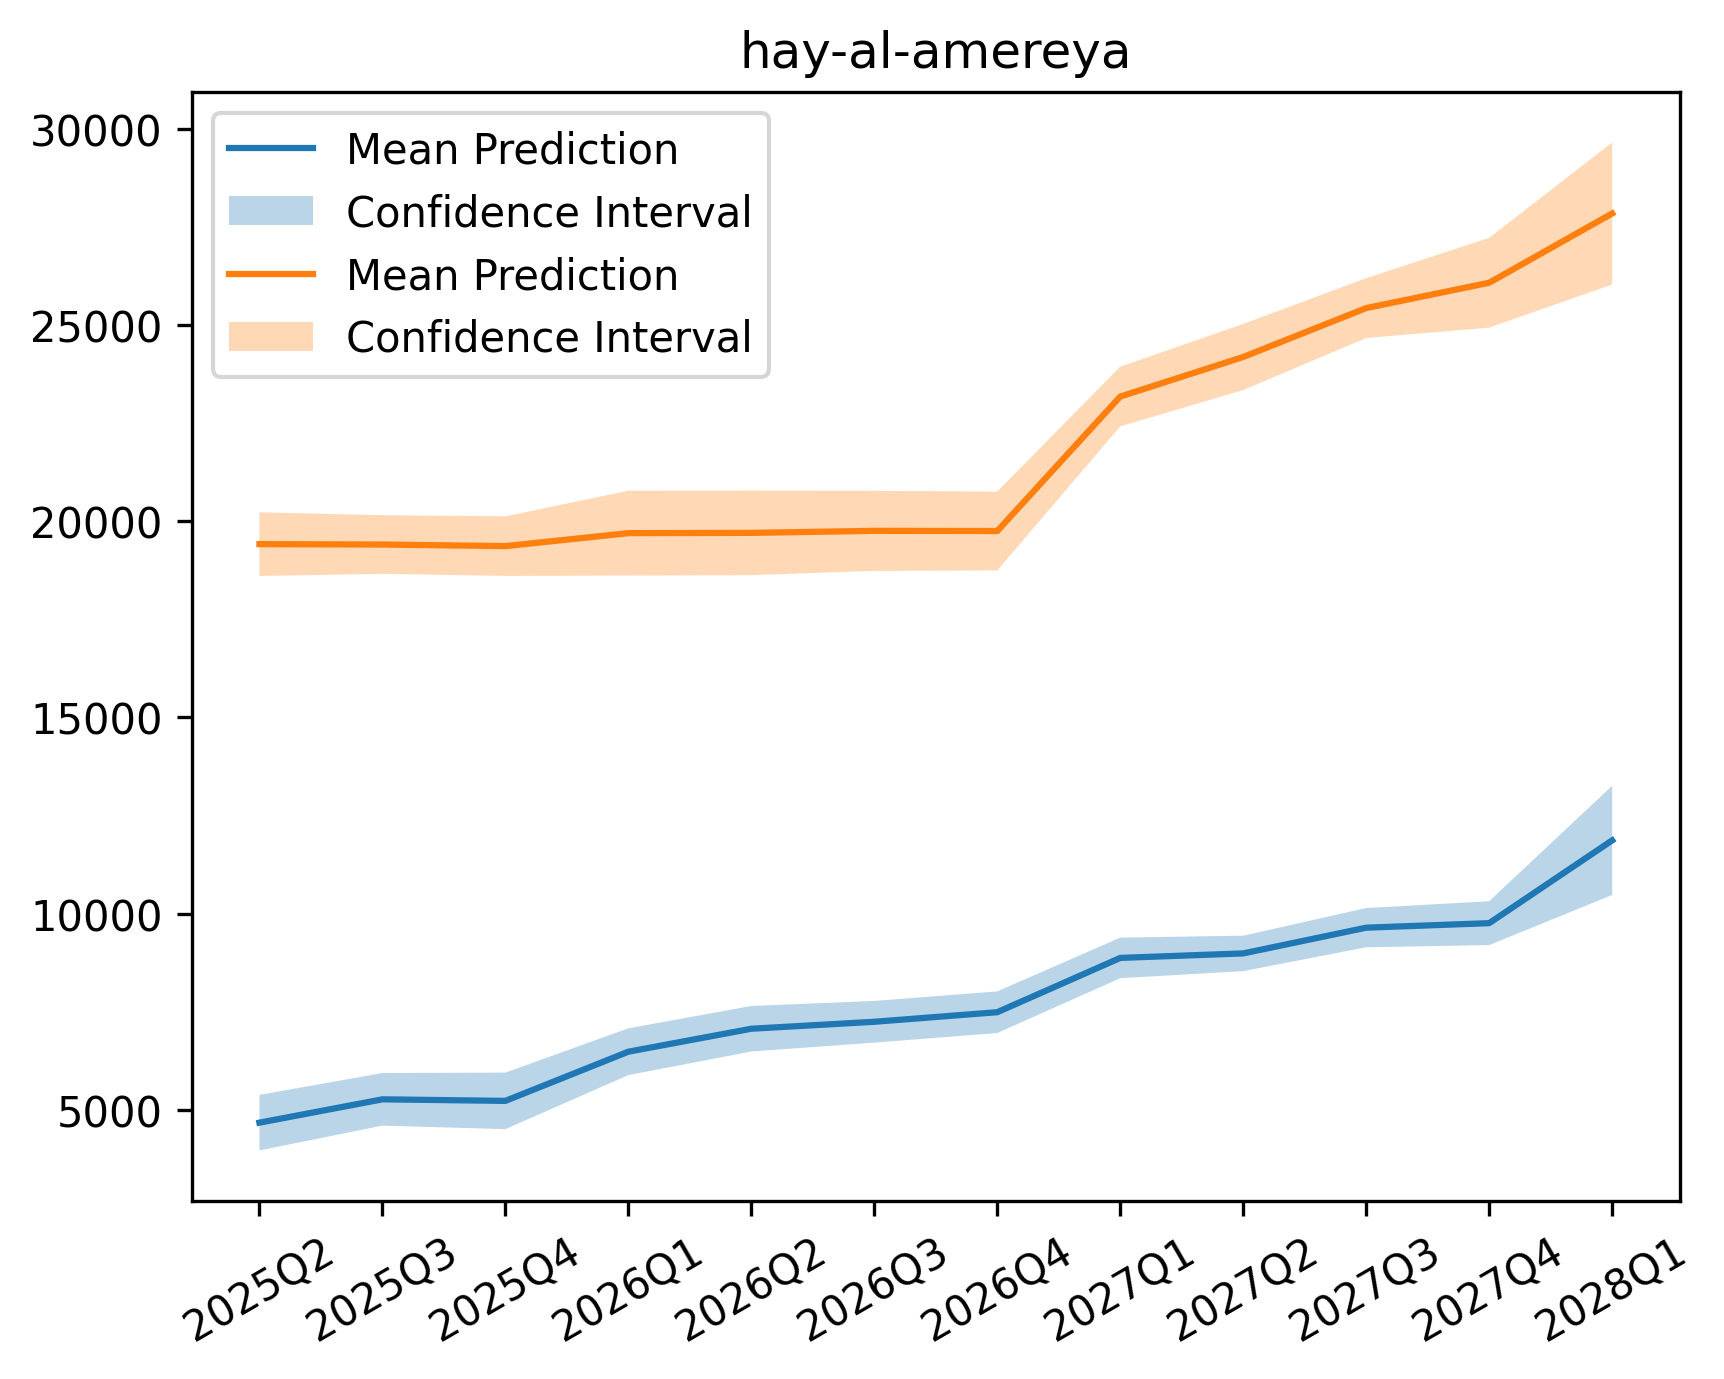 hay-al-amereya
30000
25000
20000
15000
10000
5000
Mean Prediction
Confidence Interval
Mean Prediction
Confidence Interval
2025Q2
2025Q3
2025Q4
2026Q1
2026Q2
2026Q3
2026Q4
2027Q1
2027Q2
2027Q3
2027Q4
2028Q1